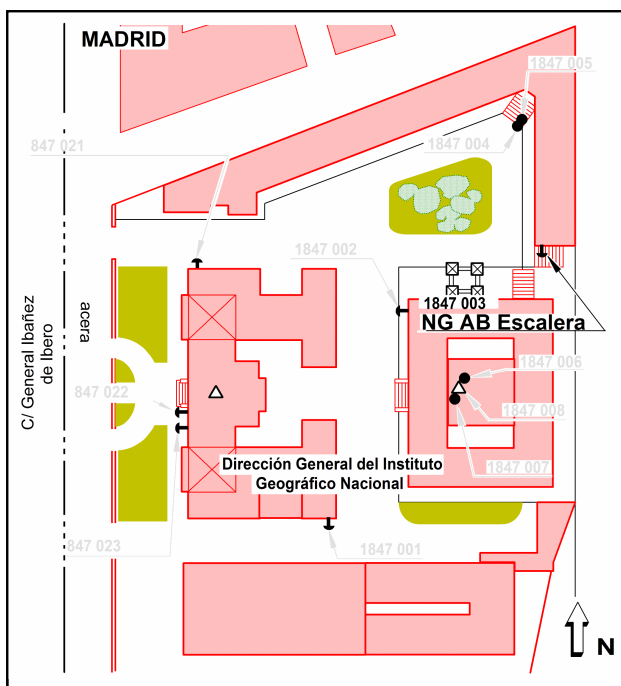 MADRID
1847 005
847 021
1847 004
1847 002
1847 003
NG AB Escalera
C/ General Ibañez
de Ibero
acera
1847 006
847 022
1847 008
Dirección General del Instituto
Geográfico Nacional
1847 007
847 023
1847 001
N